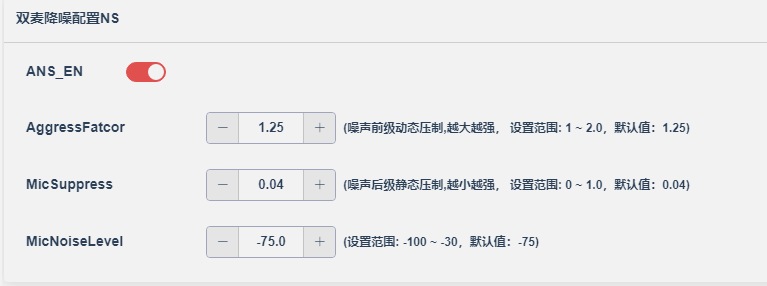 双麦降噪配置NS
ANS_EN
AggressFatcor − 1.25 + (噪声前级动态压制,越大越强， 设置范围: 1 ~ 2.0，默认值：1.25)
MicSuppress − 0.04 + (噪声后级静态压制,越小越强， 设置范围: 0 ~ 1.0，默认值：0.04)
MicNoiseLevel − -75.0 + (设置范围: -100 ~ -30，默认值：-75)